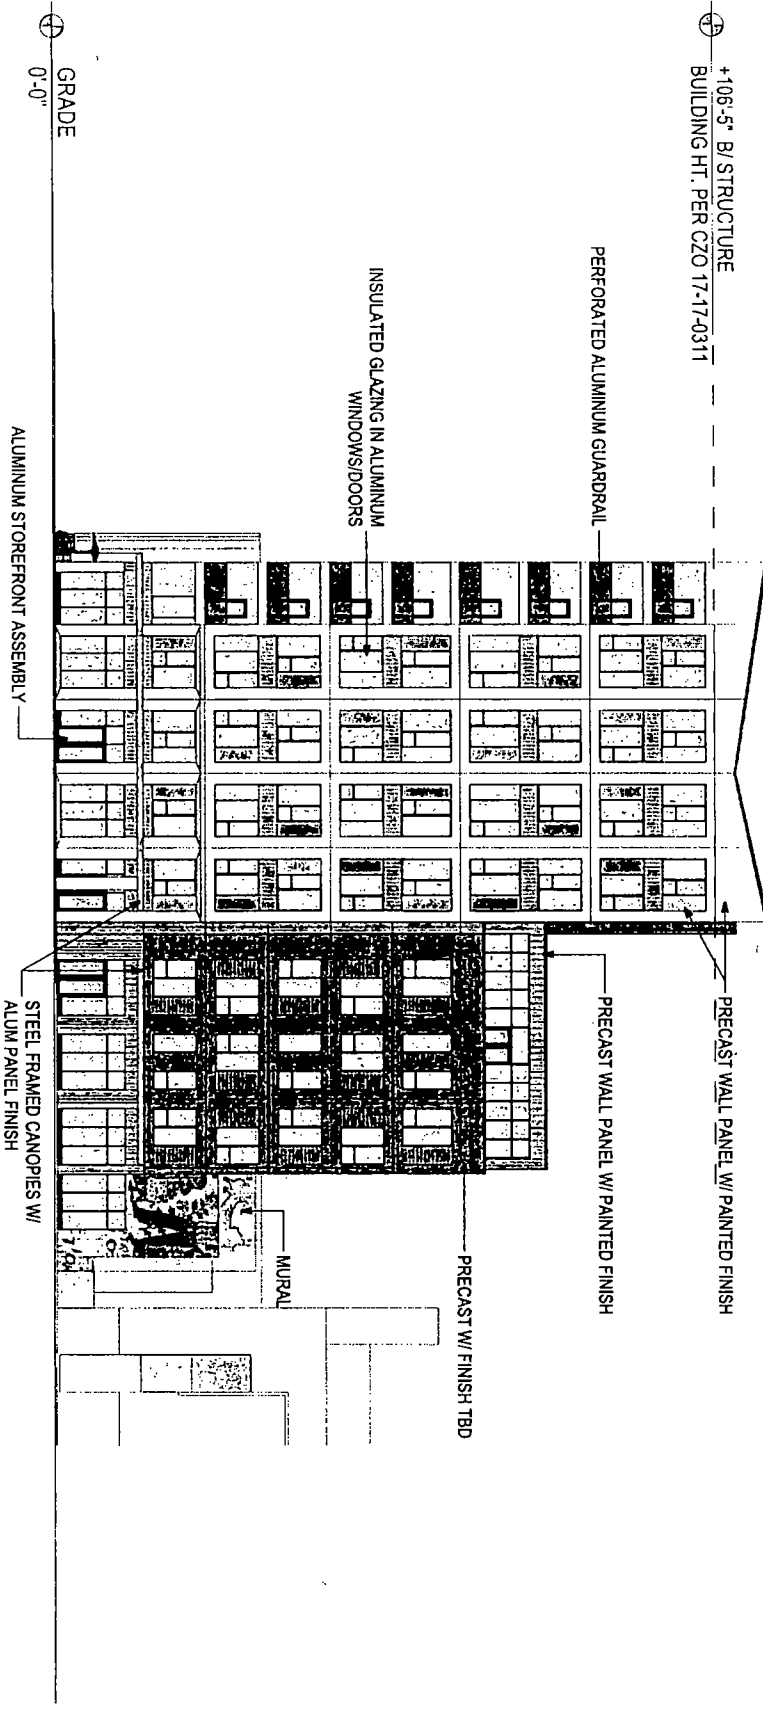 +106'-5" B/ STRUCTURE
BUILDING HT. PER CZO 17-17-0311
PERFORATED ALUMINUM GUARDRAIL
INSULATED GLAZING IN ALUMINUM
WINDOWS/DOORS
GRADE
0'-0"
ALUMINUM STOREFRONT ASSEMBLY
PRECAST WALL PANEL W/ PAINTED FINISH
PRECAST WALL PANEL W/ PAINTED FINISH
PRECAST W/ FINISH TBD
MURAL
STEEL FRAMED CANOPIES W/
ALUM PANEL FINISH